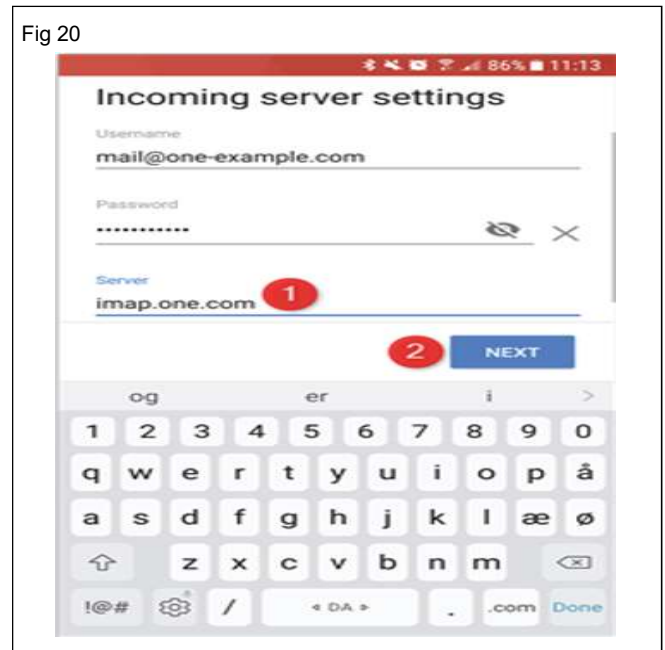 Fig 20
86% 11:13
Incoming server settings
Username
mail@one-example.com
Password
•••••••••••
Server
imap.one.com 1
2 NEXT
og er i >
1 2 3 4 5 6 7 8 9 0
q w e r t y u i o p å
a s d f g h j k l æ ø
z x c v b n m
!@# / DA . .com Done